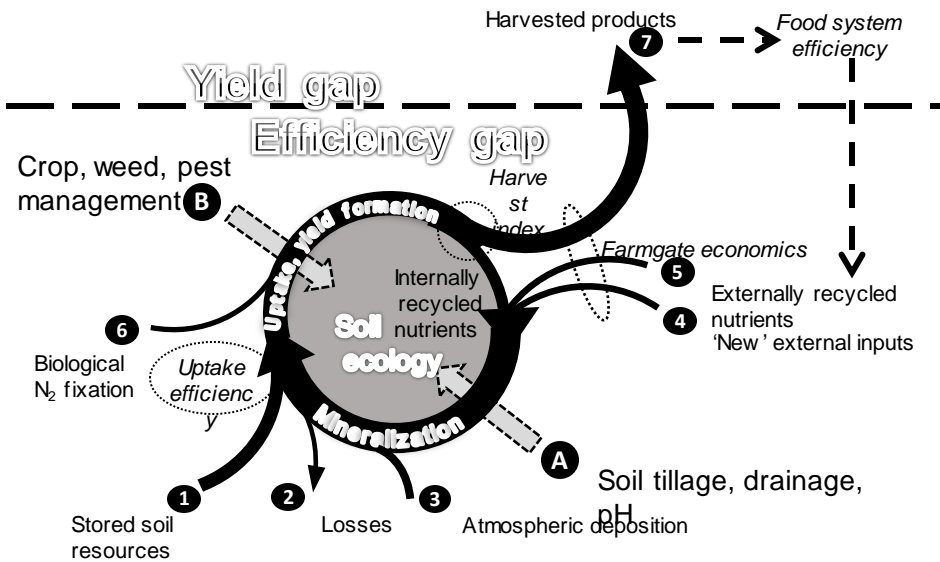 Harvested products
7
Food system
efficiency
Yield gap
Efficiency gap
Crop, weed, pest
management
B
Harve
st
index
Uptake, yield formation
Farmgate economics
5
Internally
recycled
nutrients
Externally recycled
nutrients
4
'New' external inputs
Soil
ecology
6
Biological
N₂ fixation
Uptake
efficienc
y
Mineralization
A
Soil tillage, drainage,
pH
1
Stored soil
resources
2
Losses
3
Atmospheric deposition